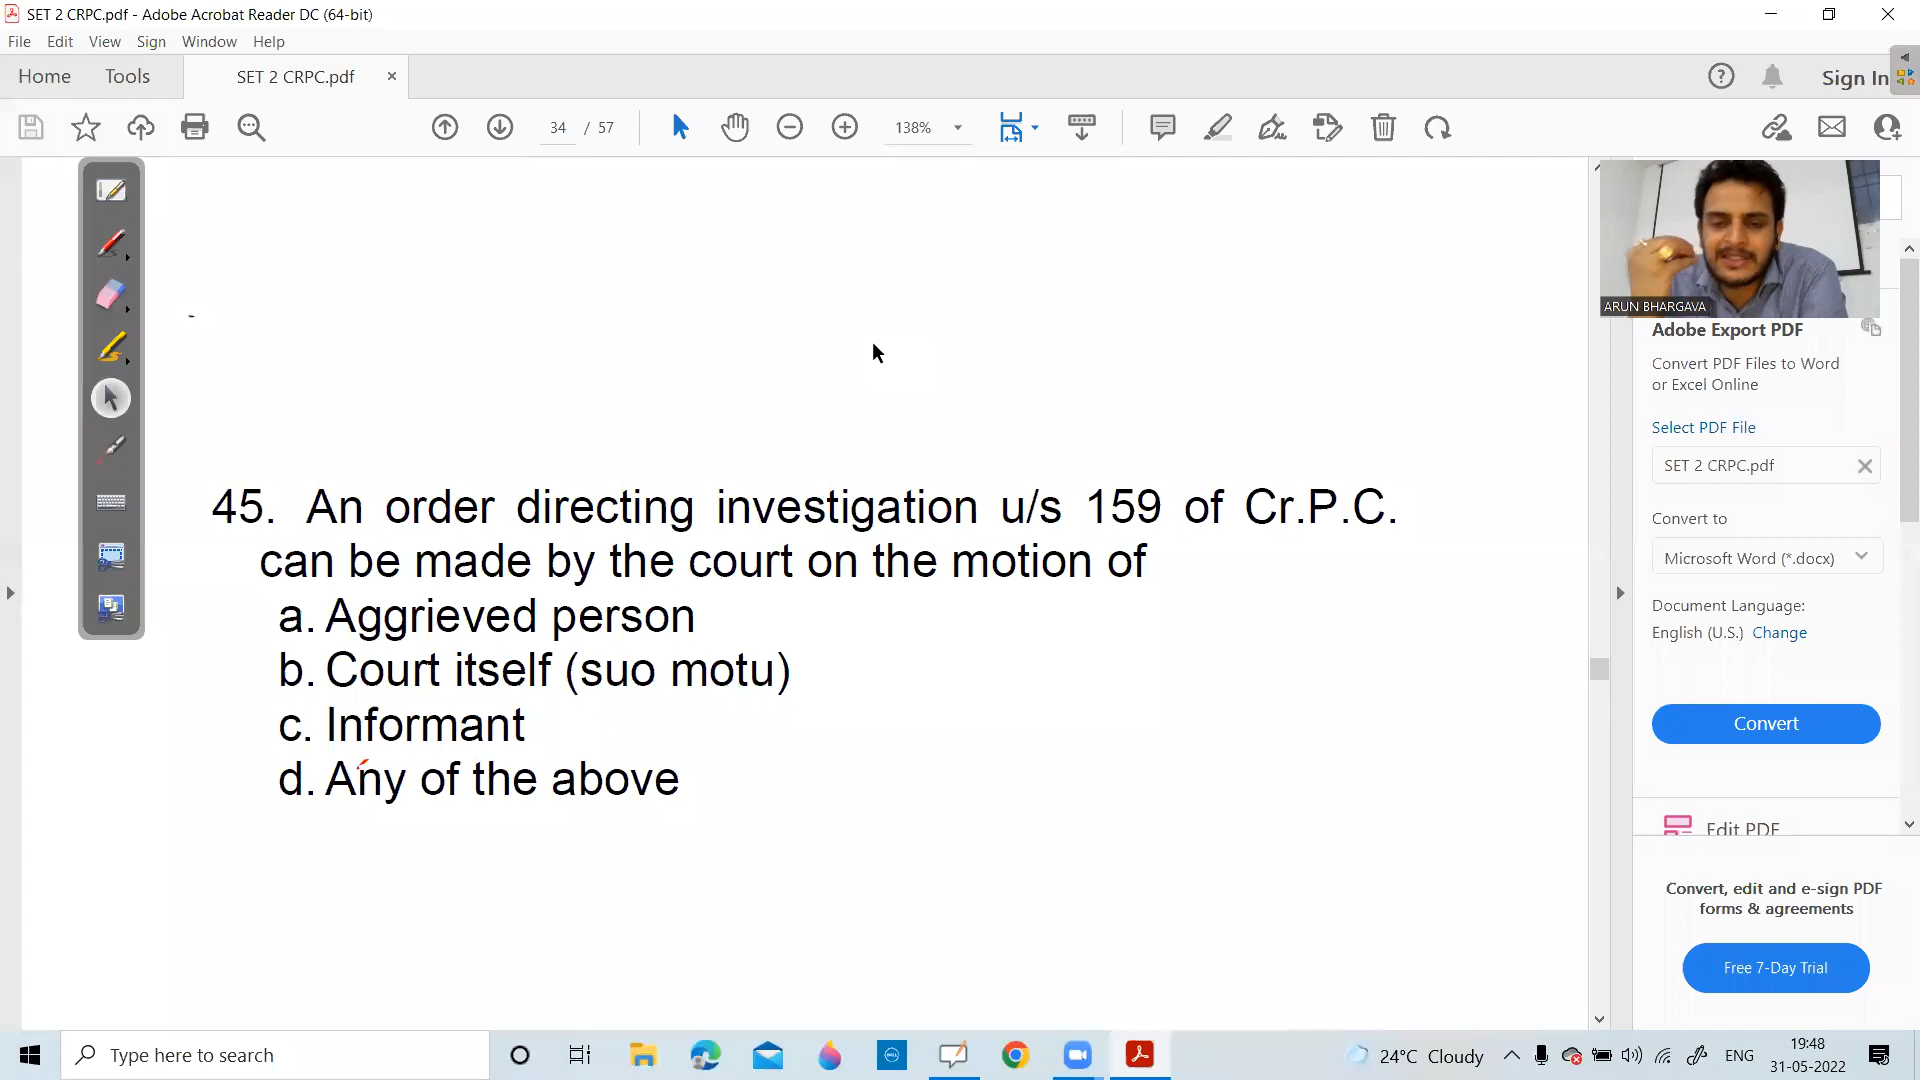 SET 2 CRPC.pdf - Adobe Acrobat Reader DC (64-bit)
File Edit View Sign Window Help
Home Tools SET 2 CRPC.pdf × Sign In
34 / 57 138%
ARUN BHARGAVA
45. An order directing investigation u/s 159 of Cr.P.C.
can be made by the court on the motion of
a. Aggrieved person
b. Court itself (suo motu)
c. Informant
d. Any of the above
Adobe Export PDF
Convert PDF Files to Word
or Excel Online
Select PDF File
SET 2 CRPC.pdf
Convert to
Microsoft Word (*.docx)
Document Language:
English (U.S.) Change
Convert
Edit PDF
Convert, edit and e-sign PDF
forms & agreements
Free 7-Day Trial
Type here to search
DELL
24°C Cloudy
ENG
19:48
31-05-2022